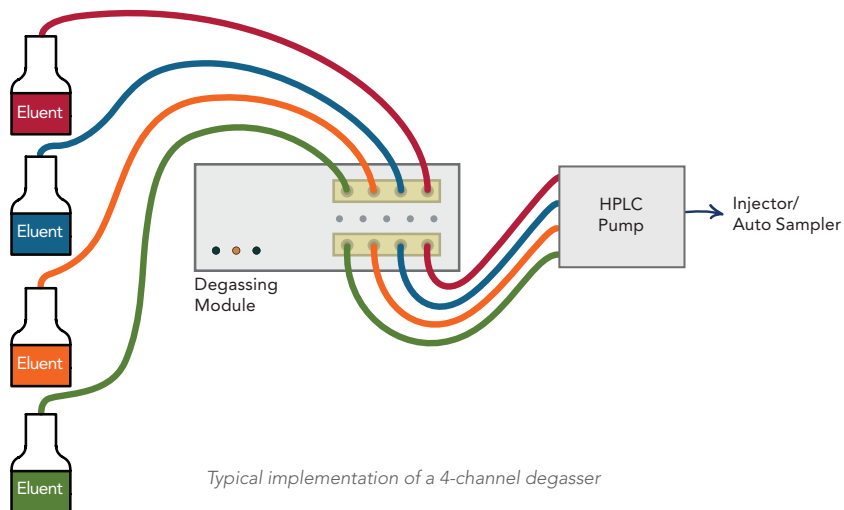 Eluent
Eluent
Eluent
Eluent
Degassing
Module
HPLC
Pump
Injector/
Auto Sampler
Typical implementation of a 4-channel degasser